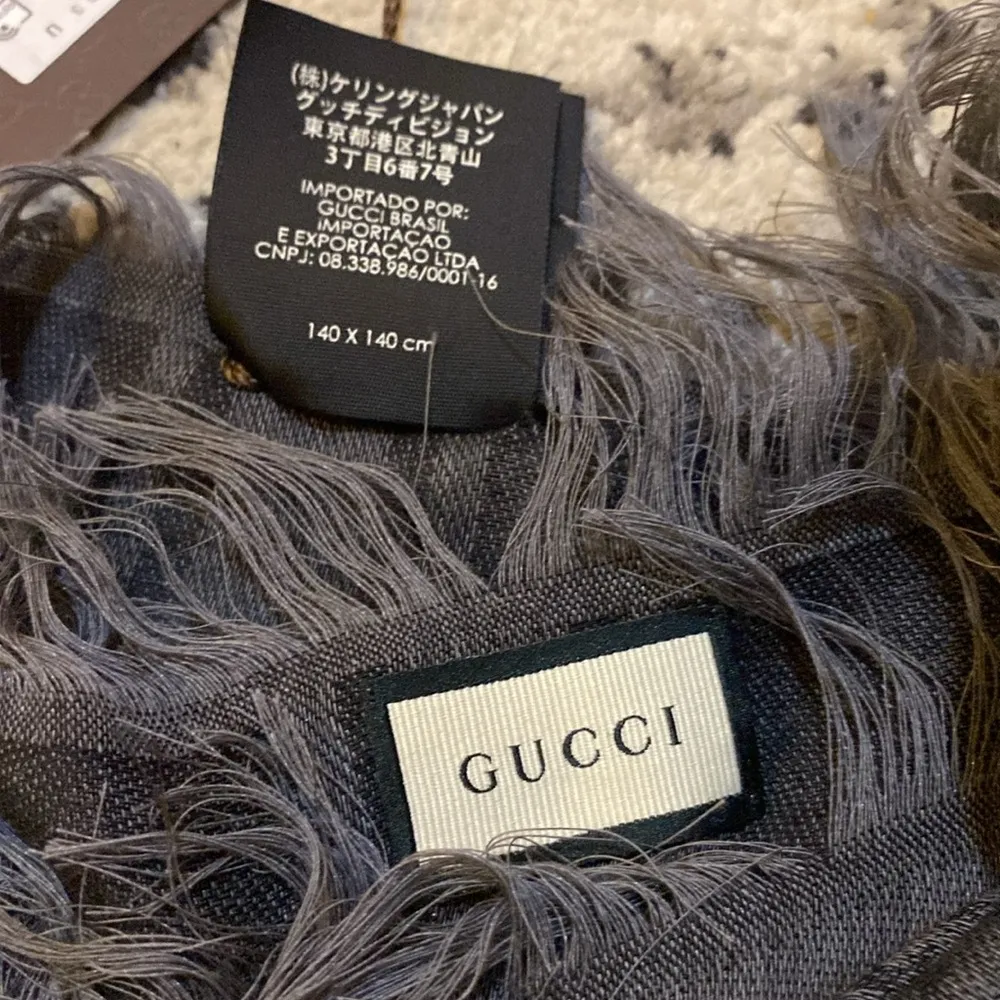 (株)ケリングジャパン
グッチディビジョン
東京都港区北青山
3丁目6番7号
IMPORTADO POR:
GUCCI BRASIL
IMPORTAÇAO
E EXPORTAÇAO LTDA
CNPJ: 08.338.986/0001-16
140 X 140 cm
GUCCI